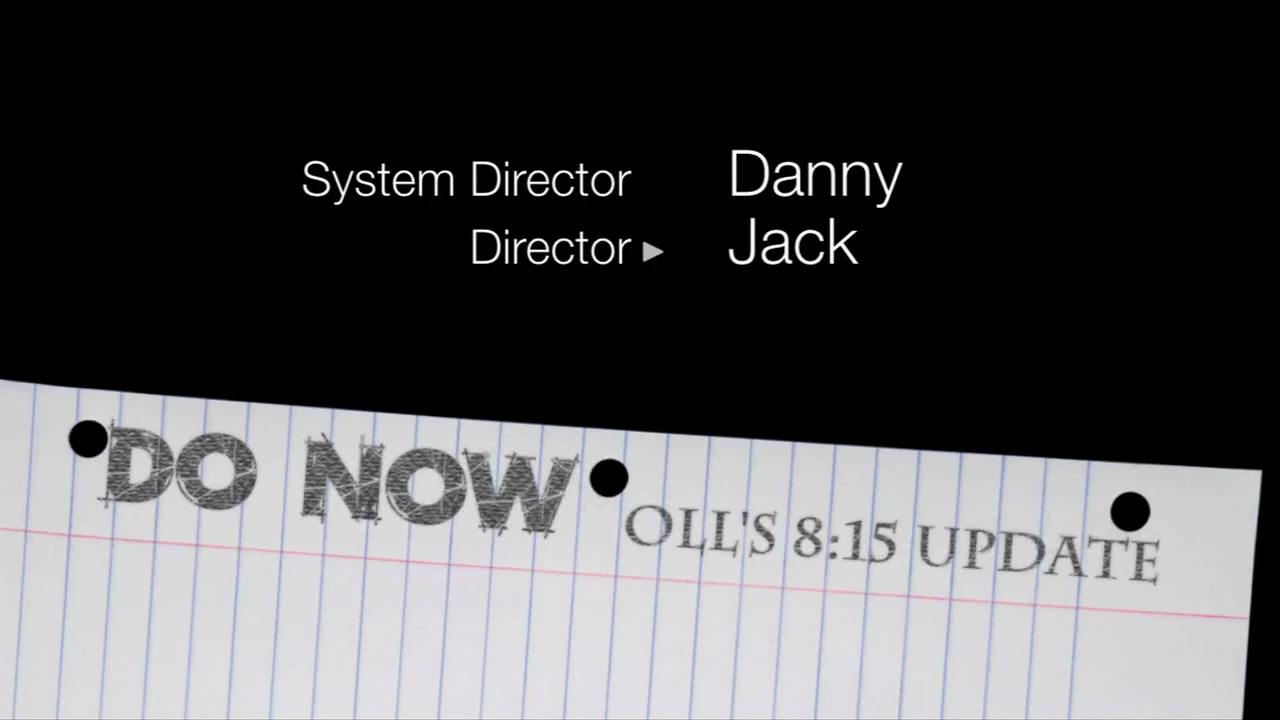 System Director Danny
Director ▸ Jack
DO NOW
OLL'S 8:15 UPDATE